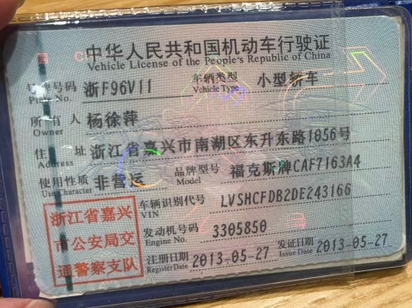 中华人民共和国机动车行驶证
Vehicle License of the People's Republic of China
号牌号码 浙F96V11 车辆类型 小型轿车
Plate No. Vehicle Type
所有人 杨徐萍
Owner
住址 浙江省嘉兴市南湖区东升东路1056号
Address
使用性质 非营运 品牌型号 福克斯牌CAF7163A4
Use Character Model
浙江省嘉兴 车辆识别代号 LVSHCFDB2DE243166
VIN
市公安局交 发动机号码 3305850
Engine No.
通警察支队 注册日期 2013-05-27 发证日期 2013-05-27
Register Date Issue Date